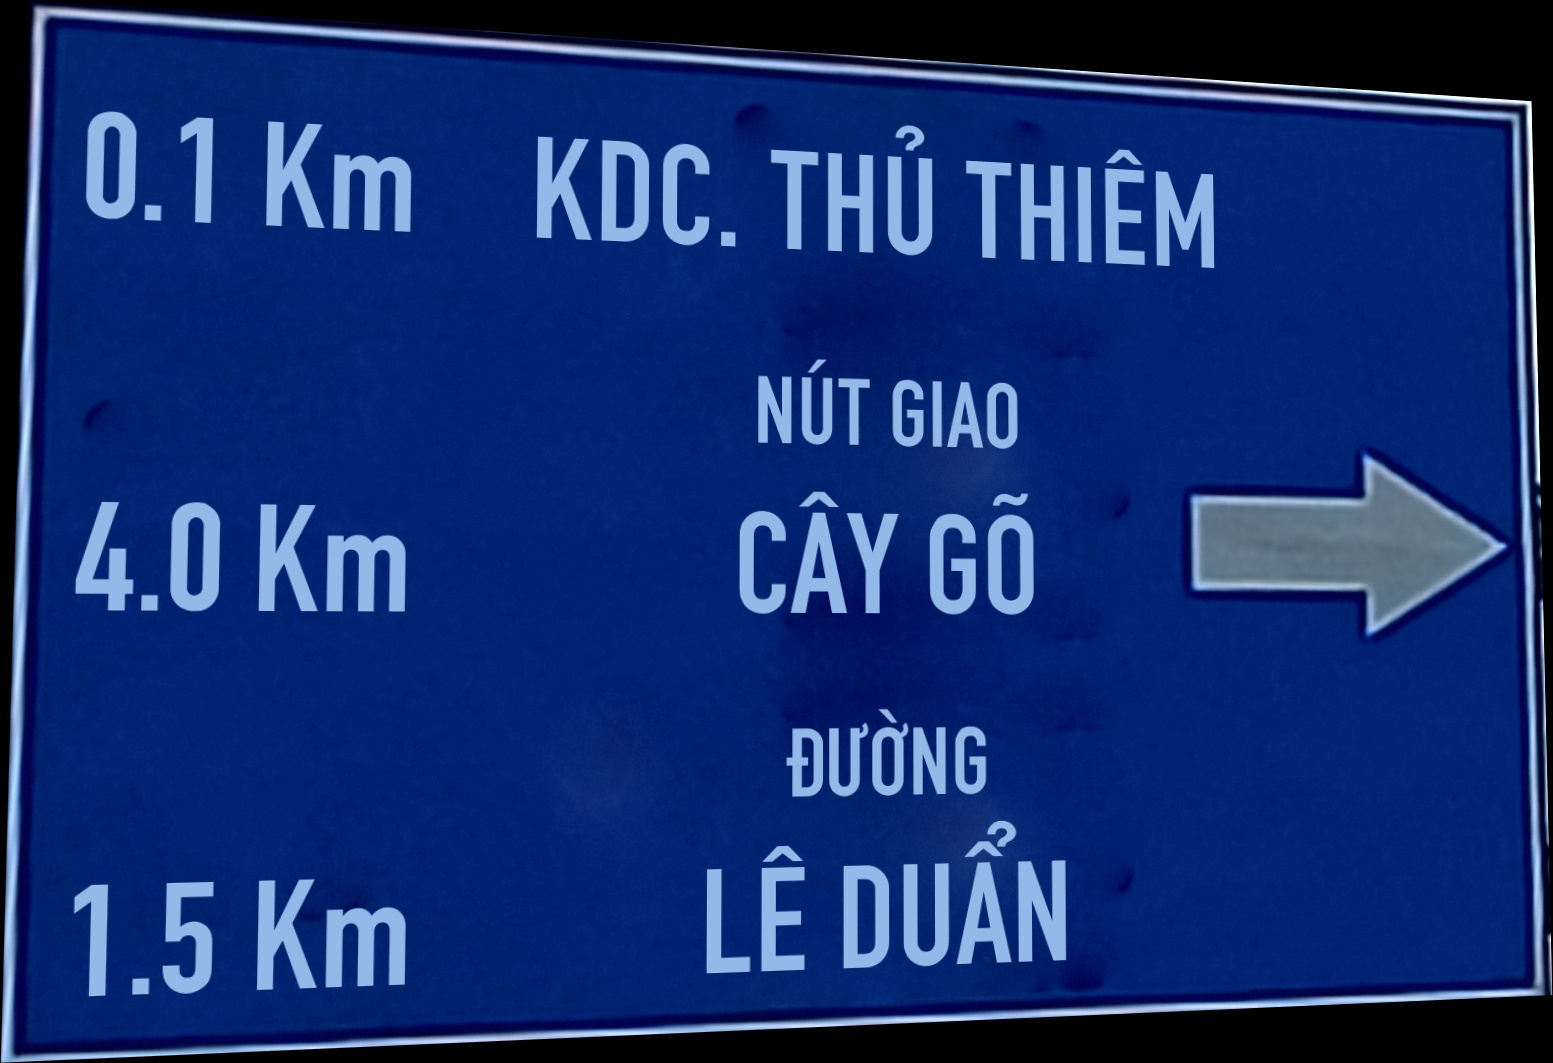 0.1 Km KDC. THỦ THIÊM
NÚT GIAO
4.0 Km CÂY GÕ
ĐƯỜNG
1.5 Km LÊ DUẨN